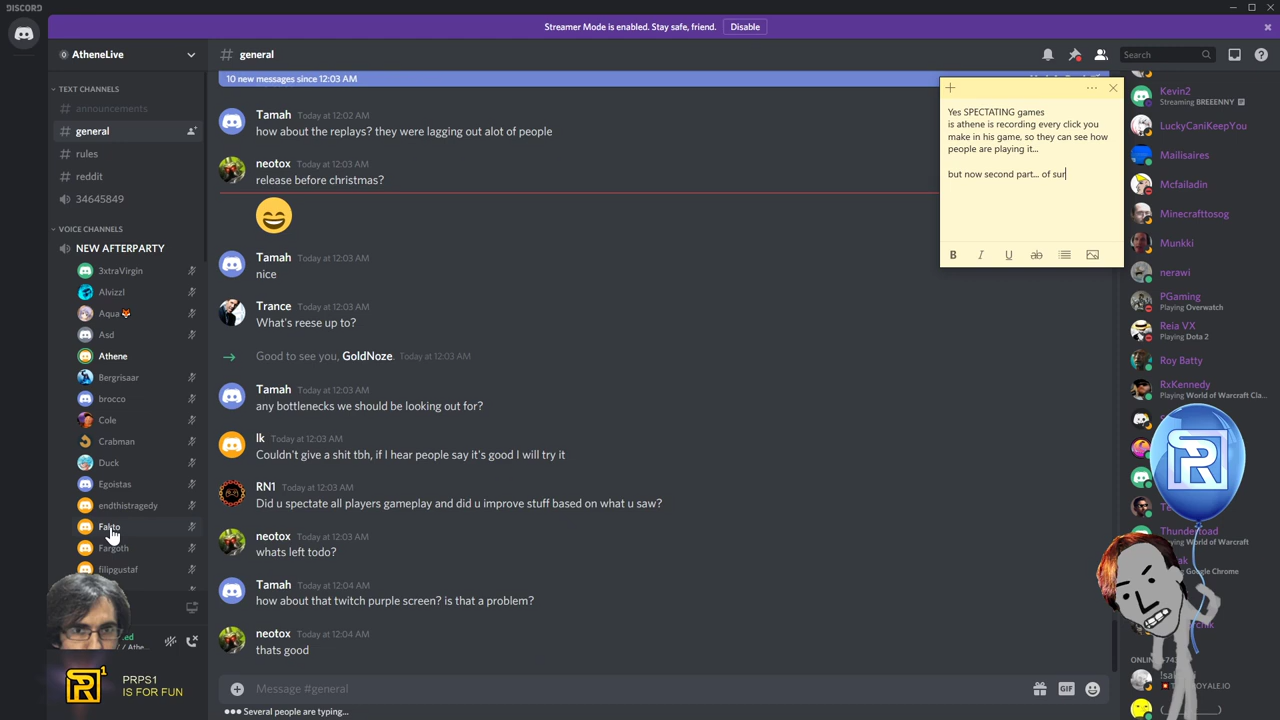 DISCORD
Streamer Mode is enabled. Stay safe, friend.
Disable
AtheneLive
general
Search
TEXT CHANNELS
announcements
general
rules
reddit
34645849
VOICE CHANNELS
NEW AFTERPARTY
3xtraVirgin
Alvizzl
Aqua
Asd
Athene
Bergrisaar
brocco
Cole
Crabman
Duck
Egoistas
endthistragedy
Fakto
Fargoth
filipgustaf
PRPS1
IS FOR FUN
10 new messages since 12:03 AM
Tamah Today at 12:02 AM
how about the replays? they were lagging out alot of people
neotox Today at 12:03 AM
release before christmas?
😄
Tamah Today at 12:03 AM
nice
Trance Today at 12:03 AM
What's reese up to?
Good to see you, GoldNoze. Today at 12:03 AM
Tamah Today at 12:03 AM
any bottlenecks we should be looking out for?
lk Today at 12:03 AM
Couldn't give a shit tbh, if I hear people say it's good I will try it
RN1 Today at 12:03 AM
Did u spectate all players gameplay and did u improve stuff based on what u saw?
neotox Today at 12:03 AM
whats left todo?
Tamah Today at 12:04 AM
how about that twitch purple screen? is that a problem?
neotox Today at 12:04 AM
thats good
Message #general
GIF
Several people are typing...
Yes SPECTATING games
is athene is recording every click you
make in his game, so they can see how
people are playing it...
but now second part... of sur
B I U ab
Kevin2
Streaming BREEENNY
LuckyCaniKeepYou
Mailisaires
Mcfailadin
Minecrafttosog
Munkki
nerawi
PGaming
Playing Overwatch
Reia VX
Playing Dota 2
Roy Batty
RxKennedy
Playing World of Warcraft Cla...
Thundertoad
Playing World of Warcraft
Google Chrome